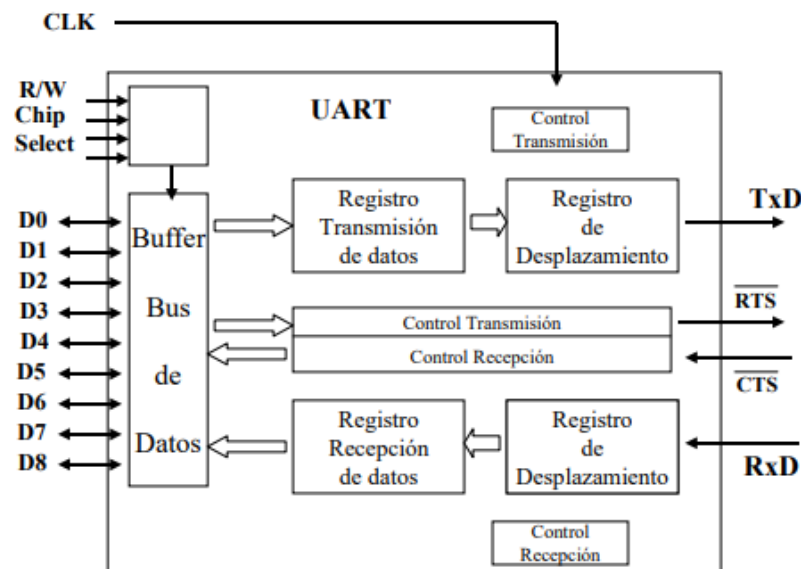 CLK
R/W
Chip
Select
UART
Control
Transmisión
D0
D1
D2
D3
D4
D5
D6
D7
D8
Buffer
Bus
de
Datos
Registro
Transmisión
de datos
Registro
de
Desplazamiento
TxD
Control Transmisión
Control Recepción
RTS
CTS
Registro
Recepción
de datos
Registro
de
Desplazamiento
RxD
Control
Recepción